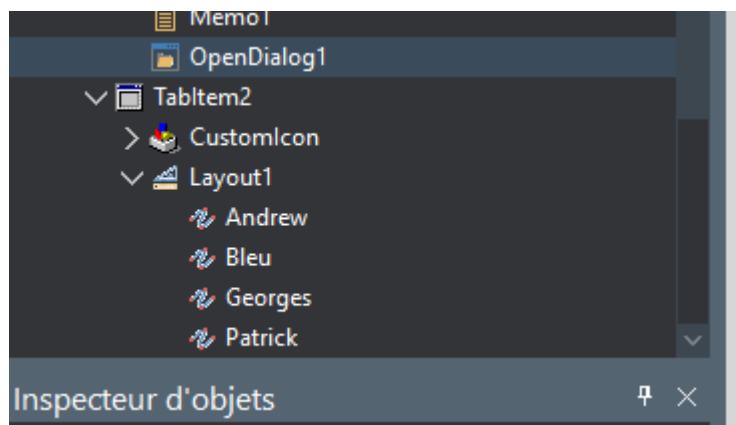 Memo1
OpenDialog1
TabItem2
CustomIcon
Layout1
Andrew
Bleu
Georges
Patrick
Inspecteur d'objets